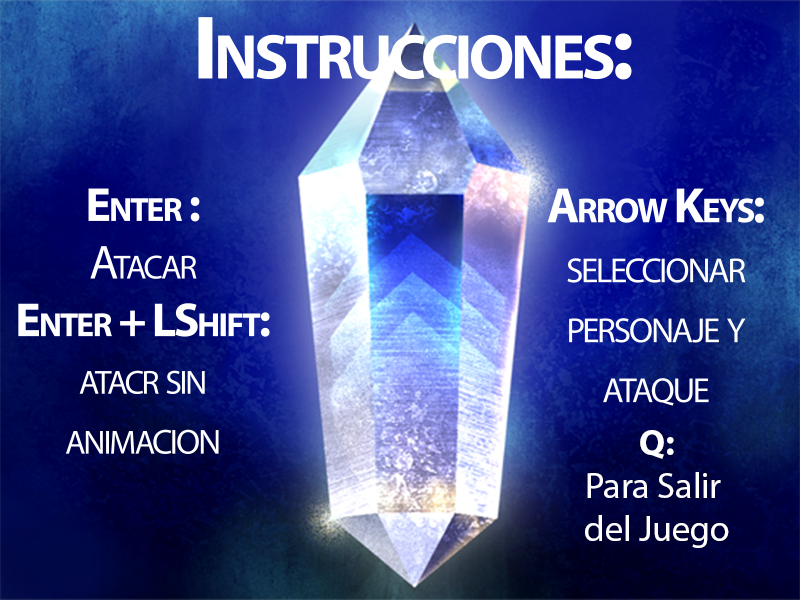 Instrucciones:
Enter :
Atacar
Enter + LShift:
atacr sin
animacion
Arrow Keys:
seleccionar
personaje y
ataque
Q:
Para Salir
del Juego